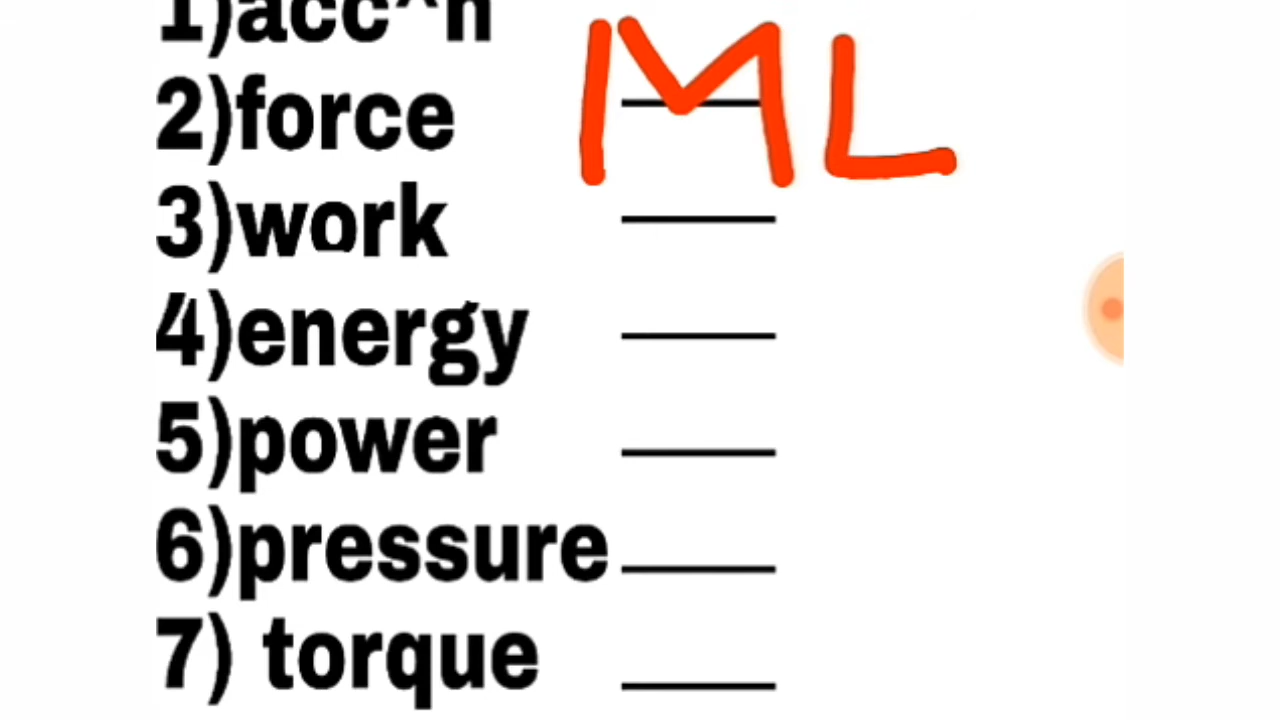 1)acc^n
2)force ML
3)work
4)energy
5)power
6)pressure
7) torque